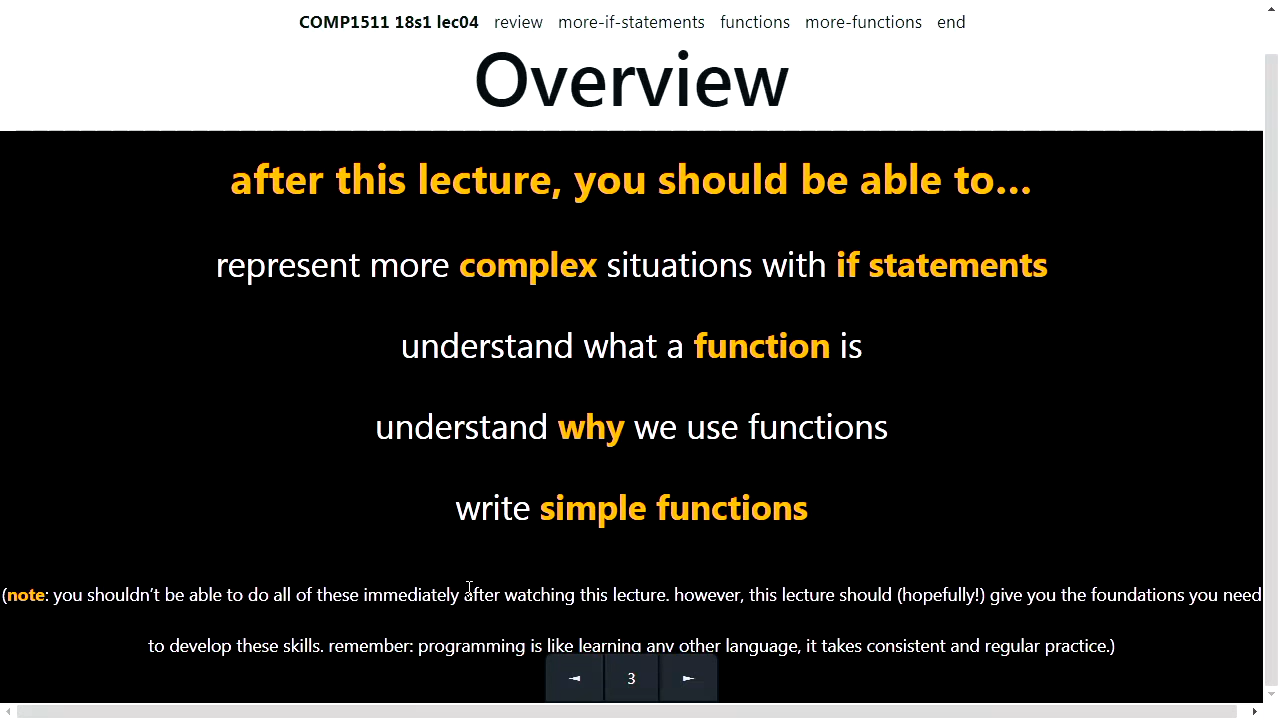 COMP1511 18s1 lec04 review more-if-statements functions more-functions end
Overview
after this lecture, you should be able to...
represent more complex situations with if statements
understand what a function is
understand why we use functions
write simple functions
(note: you shouldn't be able to do all of these immediately after watching this lecture. however, this lecture should (hopefully!) give you the foundations you need
to develop these skills. remember: programming is like learning any other language, it takes consistent and regular practice.)
◄ 3 ►